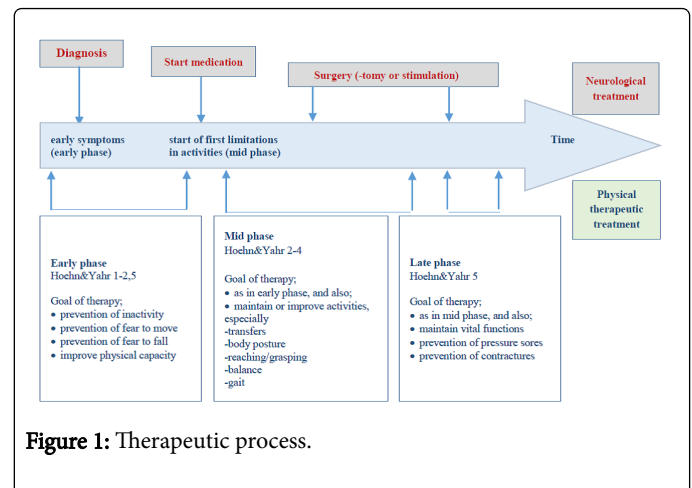 Diagnosis
Start medication
Surgery (-tomy or stimulation)
Neurological
treatment
early symptoms
(early phase)
start of first limitations
in activities (mid phase)
Time
Physical
therapeutic
treatment
Early phase
Hoehn&Yahr 1-2,5
Goal of therapy;
• prevention of inactivity
• prevention of fear to move
• prevention of fear to fall
• improve physical capacity
Mid phase
Hoehn&Yahr 2-4
Goal of therapy;
• as in early phase, and also;
• maintain or improve activities,
especially
-transfers
-body posture
-reaching/grasping
-balance
-gait
Late phase
Hoehn&Yahr 5
Goal of therapy;
• as in mid phase, and also;
• maintain vital functions
• prevention of pressure sores
• prevention of contractures
Figure 1: Therapeutic process.